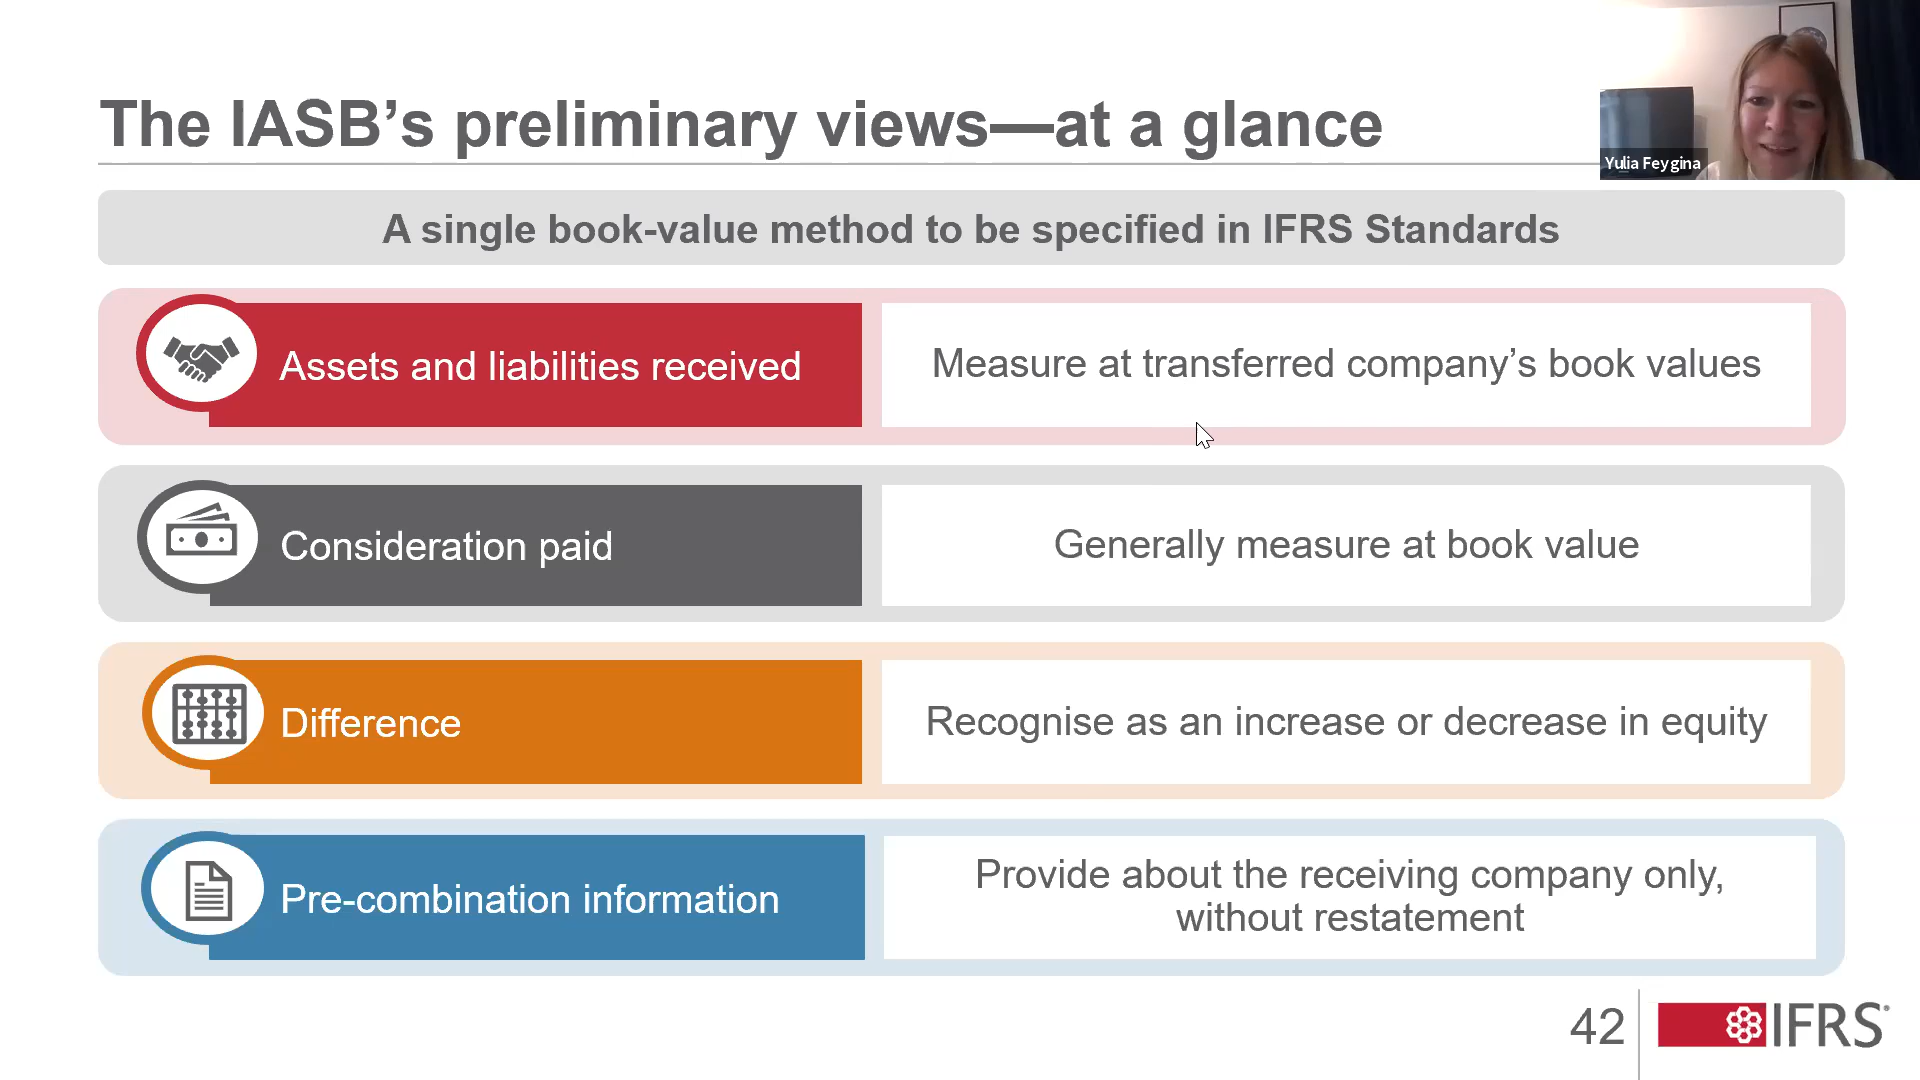 The IASB’s preliminary views—at a glance
Yulia Feygina
A single book-value method to be specified in IFRS Standards
Assets and liabilities received
Measure at transferred company’s book values
Consideration paid
Generally measure at book value
Difference
Recognise as an increase or decrease in equity
Pre-combination information
Provide about the receiving company only,
without restatement
42
IFRS®